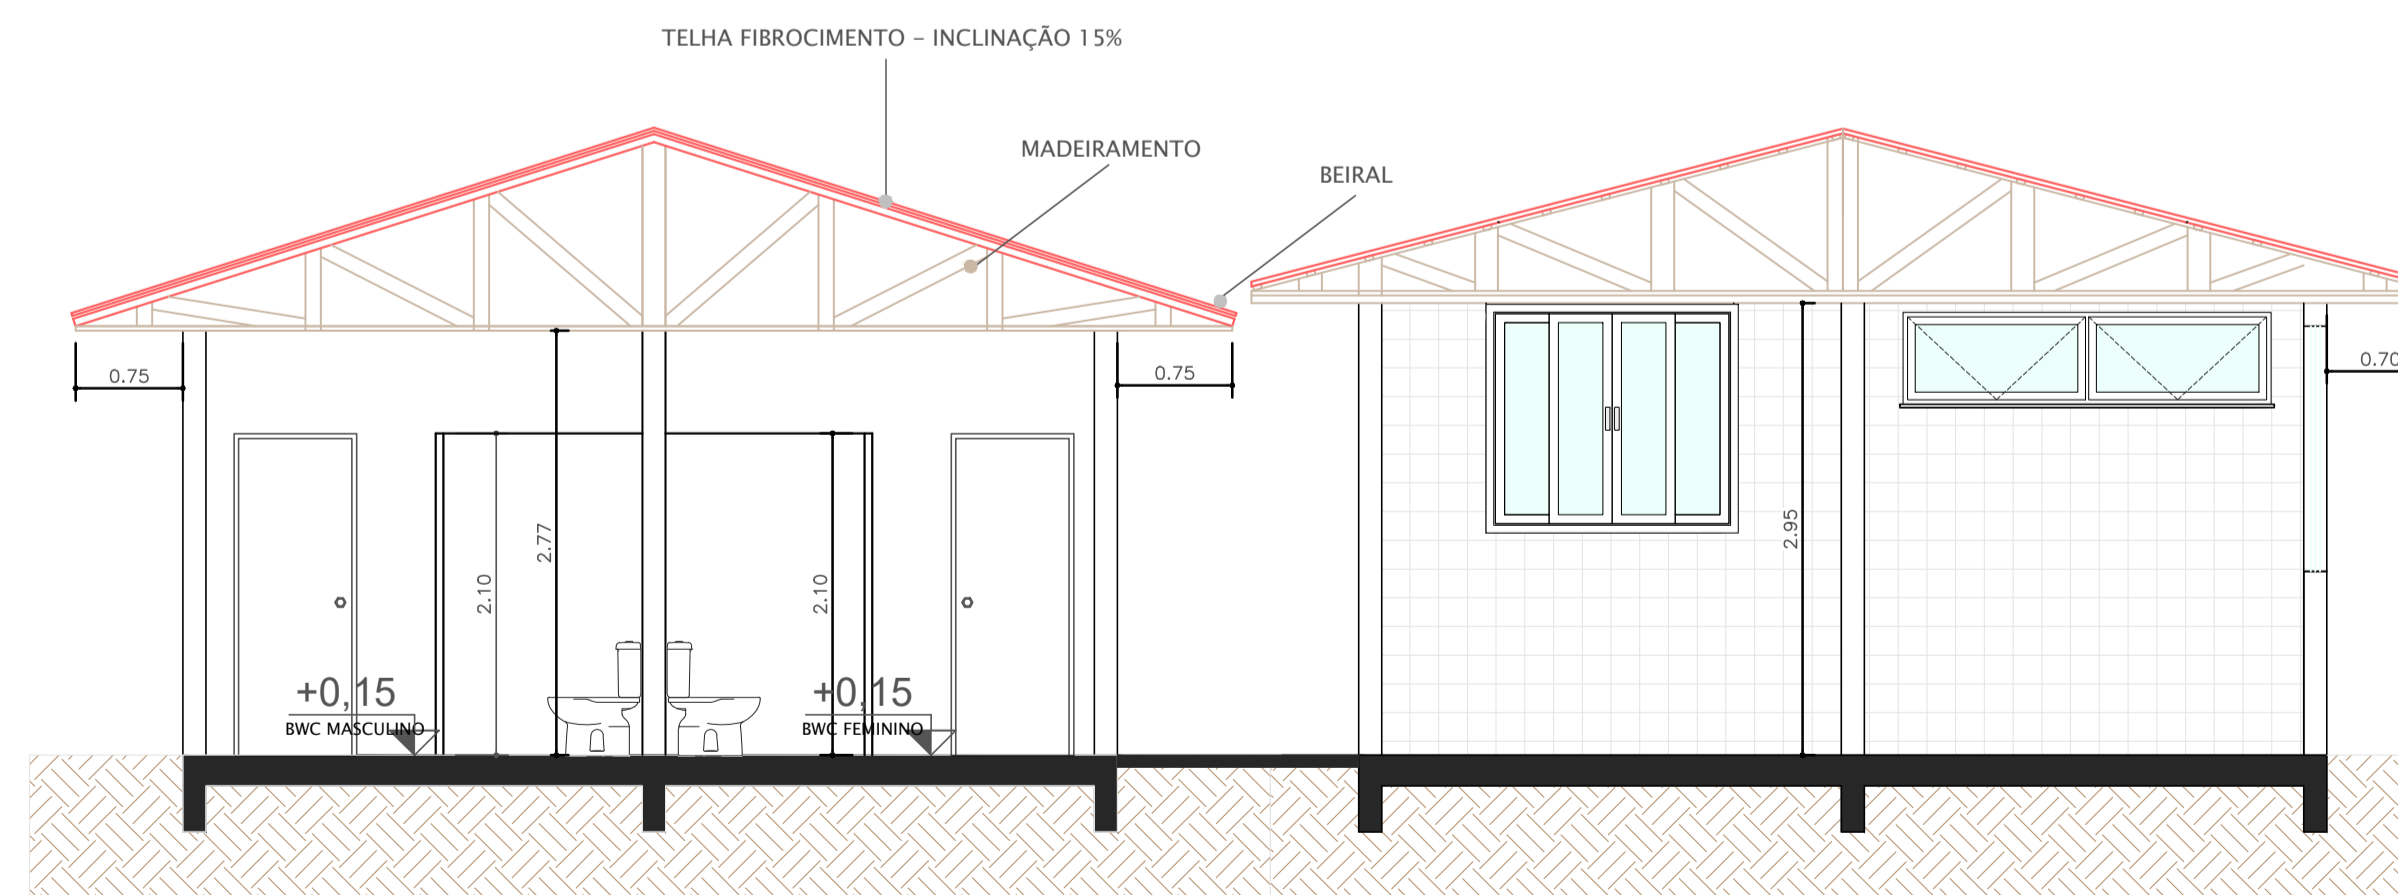 TELHA FIBROCIMENTO - INCLINAÇÃO 15%
MADEIRAMENTO
BEIRAL
0.75
0.75
0.70
2.77
2.95
2.10
2.10
+0,15
BWC MASCULINO
+0,15
BWC FEMININO